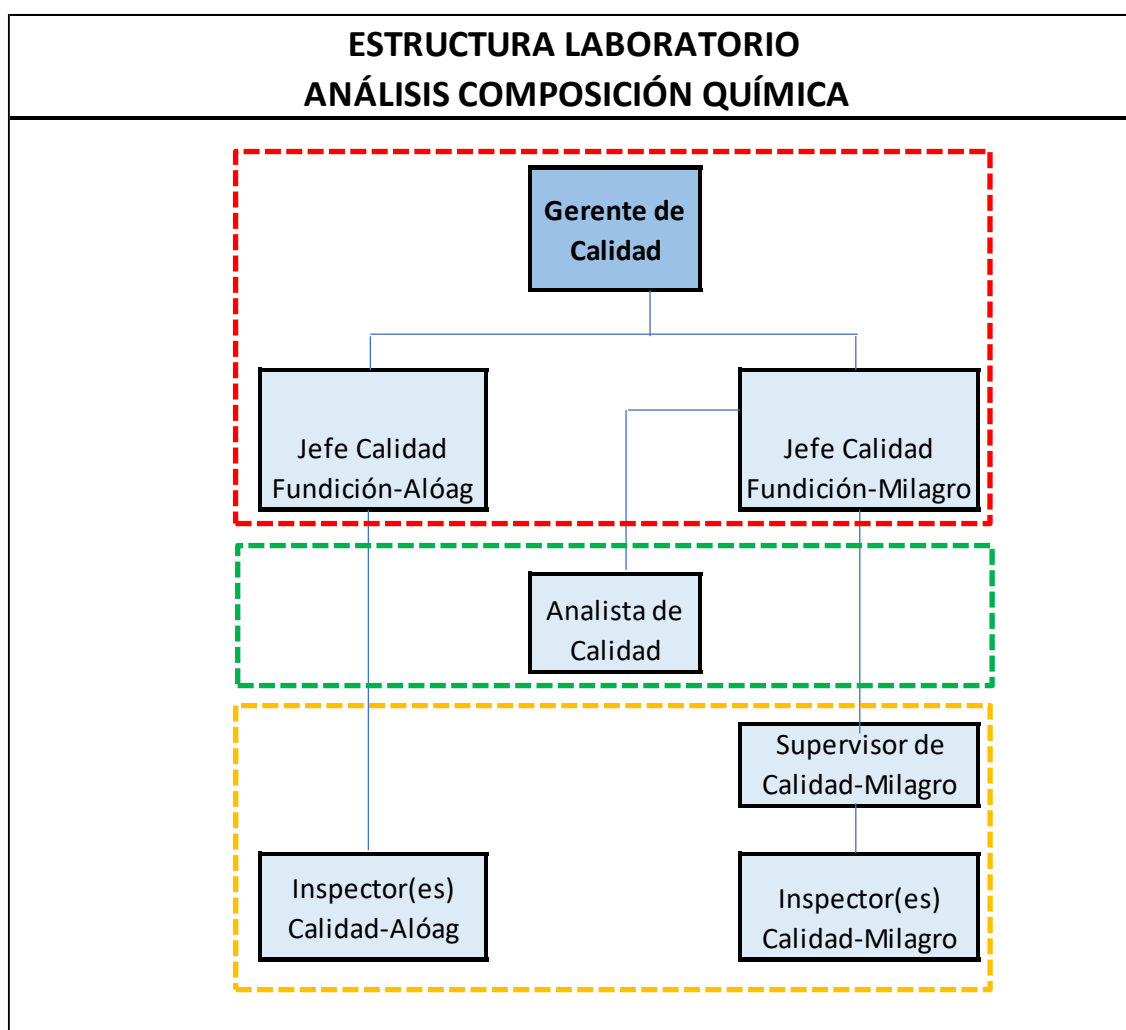 ESTRUCTURA LABORATORIO
ANÁLISIS COMPOSICIÓN QUÍMICA
Gerente de
Calidad
Jefe Calidad
Fundición-Alóag
Jefe Calidad
Fundición-Milagro
Analista de
Calidad
Supervisor de
Calidad-Milagro
Inspector(es)
Calidad-Alóag
Inspector(es)
Calidad-Milagro